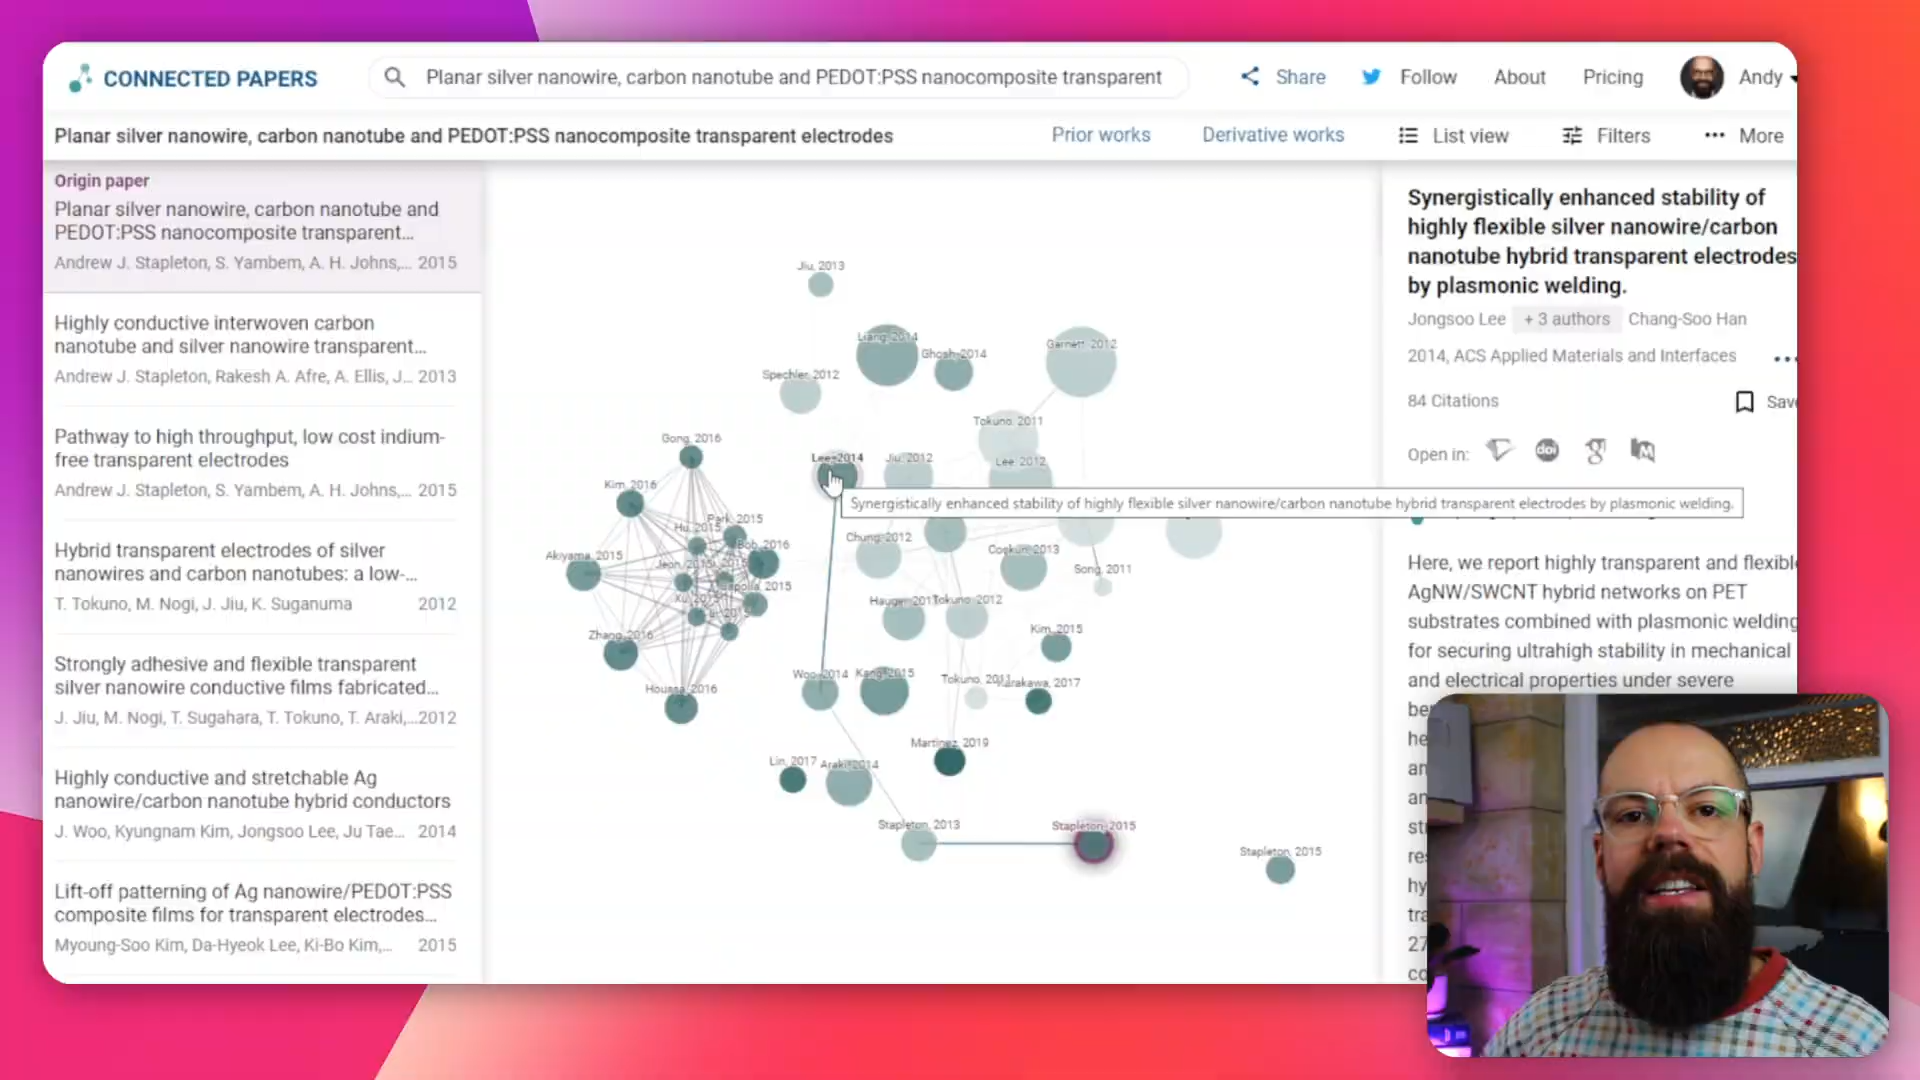 CONNECTED PAPERS
Planar silver nanowire, carbon nanotube and PEDOT:PSS nanocomposite transparent
Share
Follow
About
Pricing
Andy
Planar silver nanowire, carbon nanotube and PEDOT:PSS nanocomposite transparent electrodes
Prior works
Derivative works
List view
Filters
More
Origin paper
Planar silver nanowire, carbon nanotube and
PEDOT:PSS nanocomposite transparent...
Andrew J. Stapleton, S. Yambem, A. H. Johns,... 2015
Highly conductive interwoven carbon
nanotube and silver nanowire transparent...
Andrew J. Stapleton, Rakesh A. Afre, A. Ellis, J... 2013
Pathway to high throughput, low cost indium-
free transparent electrodes
Andrew J. Stapleton, S. Yambem, A. H. Johns,... 2015
Hybrid transparent electrodes of silver
nanowires and carbon nanotubes: a low-...
T. Tokuno, M. Nogi, J. Jiu, K. Suganuma 2012
Strongly adhesive and flexible transparent
silver nanowire conductive films fabricated...
J. Jiu, M. Nogi, T. Sugahara, T. Tokuno, T. Araki,... 2012
Highly conductive and stretchable Ag
nanowire/carbon nanotube hybrid conductors
J. Woo, Kyungnam Kim, Jongsoo Lee, Ju Tae... 2014
Lift-off patterning of Ag nanowire/PEDOT:PSS
composite films for transparent electrodes...
Myoung-Soo Kim, Da-Hyeok Lee, Ki-Bo Kim,... 2015
Jiu, 2013
Liang, 2014
Ghosh, 2014
Garnett, 2012
Spechler, 2012
Tokuno, 2011
Gong, 2016
Lee, 2014
Jiu, 2012
Lee, 2012
Kim, 2016
Synergistically enhanced stability of highly flexible silver nanowire/carbon nanotube hybrid transparent electrodes by plasmonic welding.
Park, 2015
Hu, 2015
Bob, 2016
Chung, 2012
Coskun, 2013
Akiyama, 2015
Song, 2011
Tokuno, 2012
Zhang, 2016
Kim, 2015
Woo, 2014
Kang, 2015
Tokuno, 2011
Karakawa, 2017
Houssa, 2016
Martinez, 2019
Lin, 2017
Araki, 2014
Stapleton, 2013
Stapleton, 2015
Stapleton, 2015
Synergistically enhanced stability of
highly flexible silver nanowire/carbon
nanotube hybrid transparent electrodes
by plasmonic welding.
Jongsoo Lee + 3 authors Chang-Soo Han
2014, ACS Applied Materials and Interfaces
84 Citations
Save
Open in:
doi
Here, we report highly transparent and flexible
AgNW/SWCNT hybrid networks on PET
substrates combined with plasmonic welding
for securing ultrahigh stability in mechanical
and electrical properties under severe